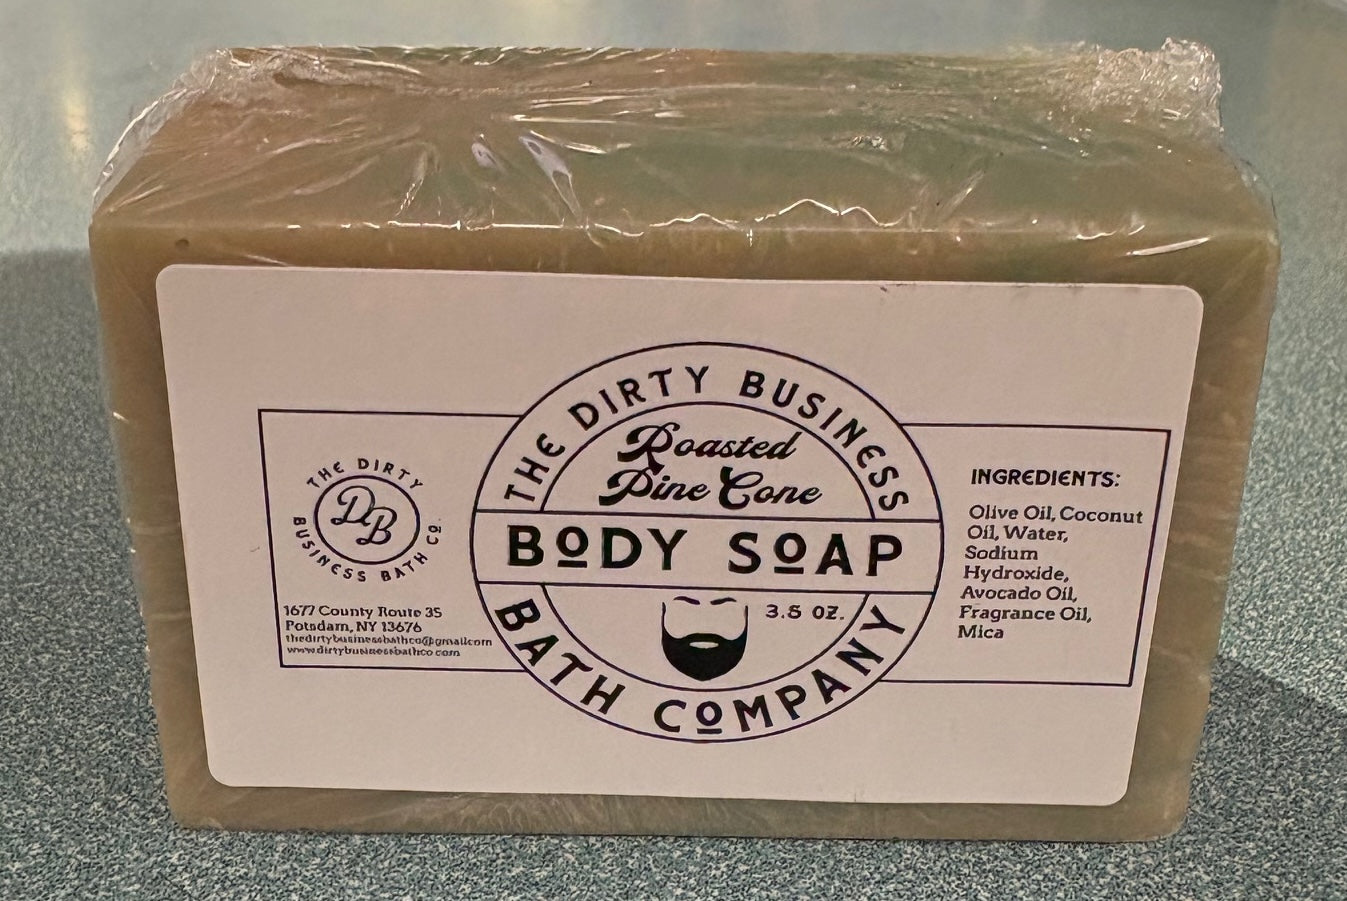 THE DIRTY
DB
BUSINESS BATH CO.
1677 County Route 35
Potsdam, NY 13676
thedirtybusinessbathco@gmail.com
www.dirtybusinessbathco.com
THE DIRTY BUSINESS
Roasted
Pine Cone
BODY SOAP
3.5 OZ.
BATH COMPANY
INGREDIENTS:
Olive Oil, Coconut
Oil, Water,
Sodium
Hydroxide,
Avocado Oil,
Fragrance Oil,
Mica